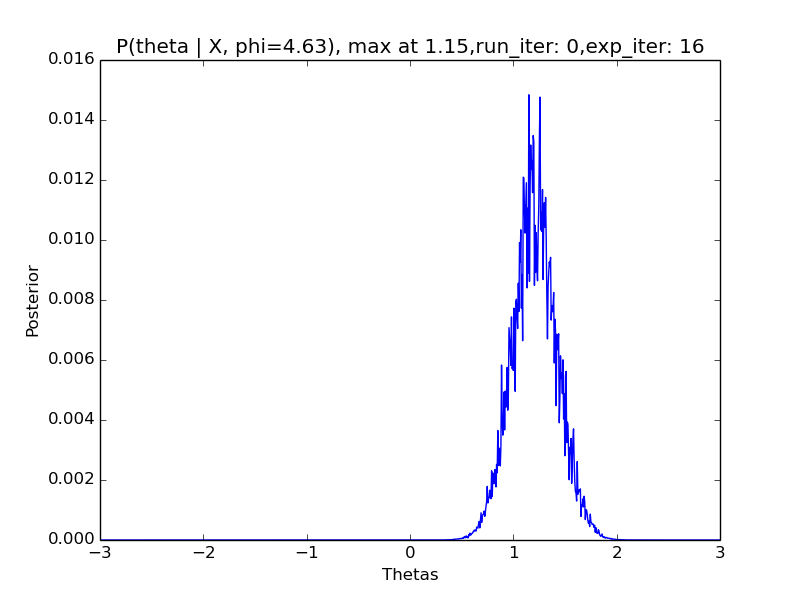 P(theta | X, phi=4.63), max at 1.15,run_iter: 0,exp_iter: 16
0.016
0.014
0.012
0.010
0.008
0.006
0.004
0.002
0.000
Posterior
−3 −2 −1 0 1 2 3
Thetas